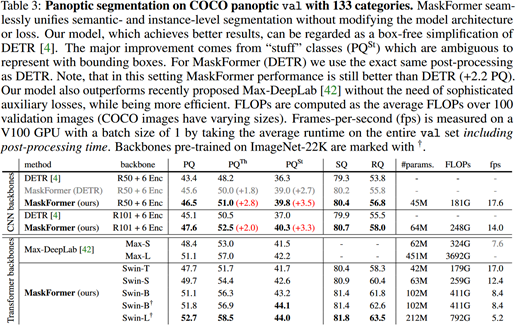 Table 3: Panoptic segmentation on COCO panoptic val with 133 categories. MaskFormer seam-
lessly unifies semantic- and instance-level segmentation without modifying the model architecture
or loss. Our model, which achieves better results, can be regarded as a box-free simplification of
DETR [4]. The major improvement comes from “stuff” classes (PQSt) which are ambiguous to
represent with bounding boxes. For MaskFormer (DETR) we use the exact same post-processing
as DETR. Note, that in this setting MaskFormer performance is still better than DETR (+2.2 PQ).
Our model also outperforms recently proposed Max-DeepLab [42] without the need of sophisticated
auxiliary losses, while being more efficient. FLOPs are computed as the average FLOPs over 100
validation images (COCO images have varying sizes). Frames-per-second (fps) is measured on a
V100 GPU with a batch size of 1 by taking the average runtime on the entire val set including
post-processing time. Backbones pre-trained on ImageNet-22K are marked with †.
method backbone PQ PQTh PQSt SQ RQ #params. FLOPs fps
CNN backbones
DETR [4] R50 + 6 Enc 43.4 48.2 36.3 79.3 53.8 - - -
MaskFormer (DETR) R50 + 6 Enc 45.6 50.0 (+1.8) 39.0 (+2.7) 80.2 55.8 - - -
MaskFormer (ours) R50 + 6 Enc 46.5 51.0 (+2.8) 39.8 (+3.5) 80.4 56.8 45M 181G 17.6
DETR [4] R101 + 6 Enc 45.1 50.5 37.0 79.9 55.5 - - -
MaskFormer (ours) R101 + 6 Enc 47.6 52.5 (+2.0) 40.3 (+3.3) 80.7 58.0 64M 248G 14.0
Transformer backbones
Max-DeepLab [42] Max-S 48.4 53.0 41.5 - - 62M 324G 7.6
Max-L 51.1 57.0 42.2 - - 451M 3692G -
MaskFormer (ours) Swin-T 47.7 51.7 41.7 80.4 58.3 42M 179G 17.0
Swin-S 49.7 54.4 42.6 80.9 60.4 63M 259G 12.4
Swin-B 51.1 56.3 43.2 81.4 61.8 102M 411G 8.4
Swin-B† 51.8 56.9 44.1 81.4 62.6 102M 411G 8.4
Swin-L† 52.7 58.5 44.0 81.8 63.5 212M 792G 5.2